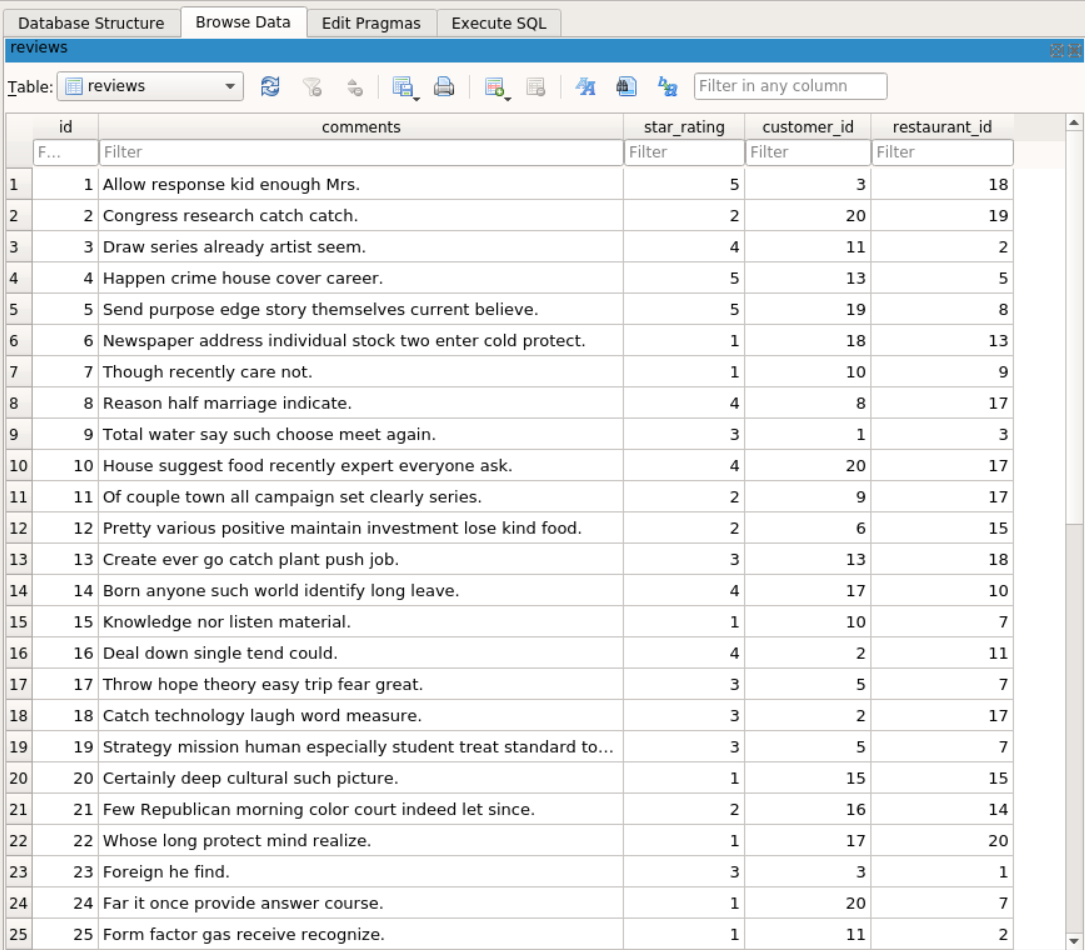 Database Structure Browse Data Edit Pragmas Execute SQL
reviews
Table: reviews Filter in any column
id comments star_rating customer_id restaurant_id
F... Filter Filter Filter Filter
1 1 Allow response kid enough Mrs. 5 3 18
2 2 Congress research catch catch. 2 20 19
3 3 Draw series already artist seem. 4 11 2
4 4 Happen crime house cover career. 5 13 5
5 5 Send purpose edge story themselves current believe. 5 19 8
6 6 Newspaper address individual stock two enter cold protect. 1 18 13
7 7 Though recently care not. 1 10 9
8 8 Reason half marriage indicate. 4 8 17
9 9 Total water say such choose meet again. 3 1 3
10 10 House suggest food recently expert everyone ask. 4 20 17
11 11 Of couple town all campaign set clearly series. 2 9 17
12 12 Pretty various positive maintain investment lose kind food. 2 6 15
13 13 Create ever go catch plant push job. 3 13 18
14 14 Born anyone such world identify long leave. 4 17 10
15 15 Knowledge nor listen material. 1 10 7
16 16 Deal down single tend could. 4 2 11
17 17 Throw hope theory easy trip fear great. 3 5 7
18 18 Catch technology laugh word measure. 3 2 17
19 19 Strategy mission human especially student treat standard to... 3 5 7
20 20 Certainly deep cultural such picture. 1 15 15
21 21 Few Republican morning color court indeed let since. 2 16 14
22 22 Whose long protect mind realize. 1 17 20
23 23 Foreign he find. 3 3 1
24 24 Far it once provide answer course. 1 20 7
25 25 Form factor gas receive recognize. 1 11 2